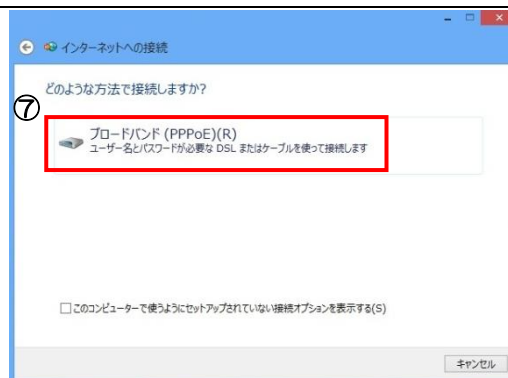 インターネットへの接続
どのような方法で接続しますか?
⑦
ブロードバンド (PPPoE)(R)
ユーザー名とパスワードが必要な DSL またはケーブルを使って接続します
このコンピューターで使うようにセットアップされていない接続オプションを表示する(S)
キャンセル